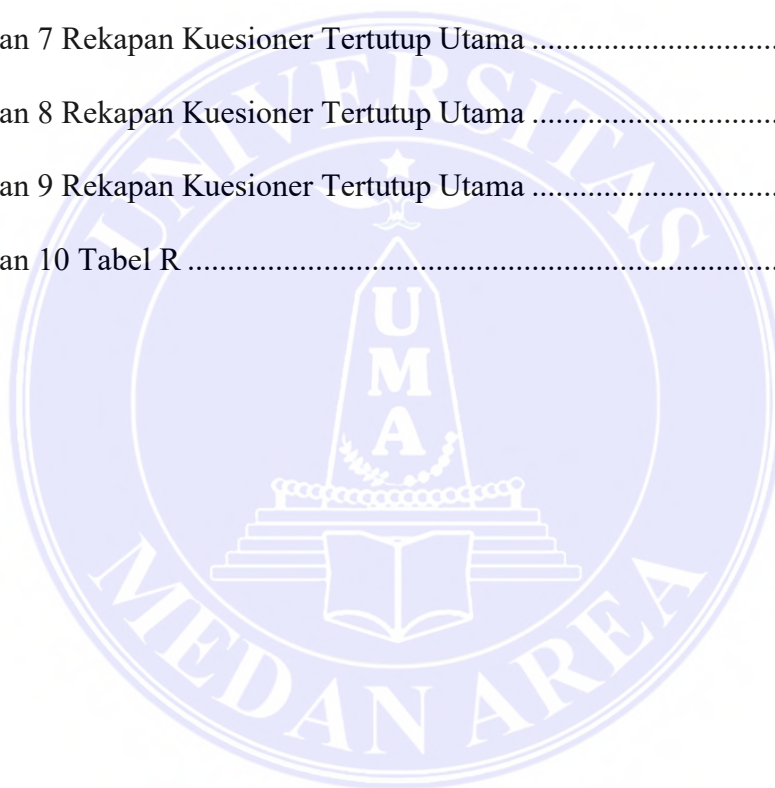 an 7 Rekapan Kuesioner Tertutup Utama ...............................
an 8 Rekapan Kuesioner Tertutup Utama ...............................
an 9 Rekapan Kuesioner Tertutup Utama ...............................
an 10 Tabel R ..........................................................................
UNIVERSITAS
UMA
MEDAN AREA